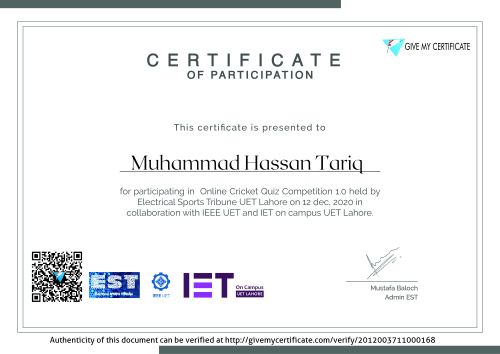 GIVE MY CERTIFICATE
CERTIFICATE
OF PARTICIPATION
This certificate is presented to
Muhammad Hassan Tariq
for participating in Online Cricket Quiz Competition 1.0 held by
Electrical Sports Tribune UET Lahore on 12 dec, 2020 in
collaboration with IEEE UET and IET on campus UET Lahore.
EST
IEEE UET
IET
On Campus
UET LAHORE
Mustafa Baloch
Admin EST
Authenticity of this document can be verified at http://givemycertificate.com/verify/2012003711000168